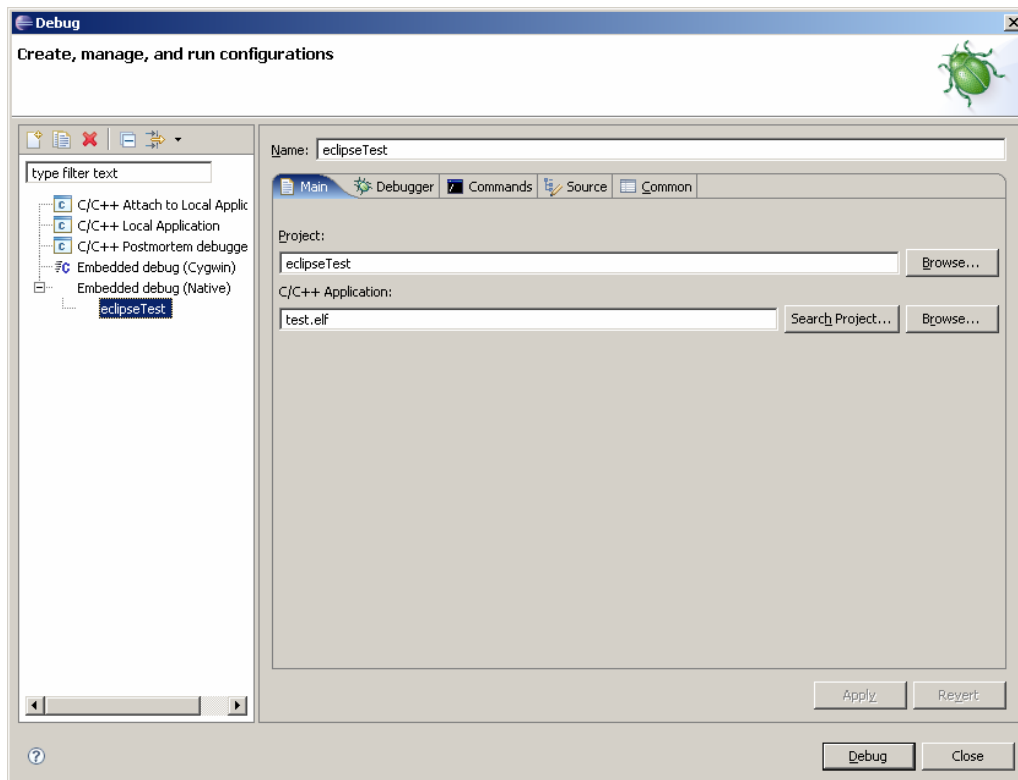 Debug
Create, manage, and run configurations
type filter text
C/C++ Attach to Local Applic
C/C++ Local Application
C/C++ Postmortem debugge
Embedded debug (Cygwin)
Embedded debug (Native)
eclipseTest
Name: eclipseTest
Main Debugger Commands Source Common
Project:
eclipseTest Browse...
C/C++ Application:
test.elf Search Project... Browse...
Apply Revert
Debug Close